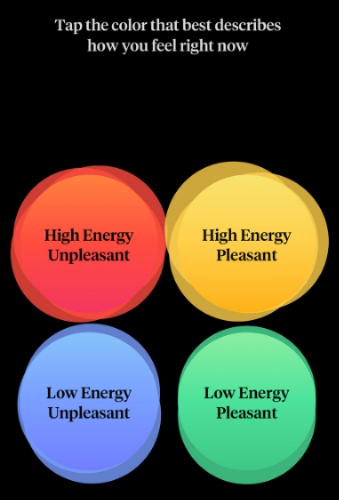 Tap the color that best describes
how you feel right now
High Energy
Unpleasant
High Energy
Pleasant
Low Energy
Unpleasant
Low Energy
Pleasant